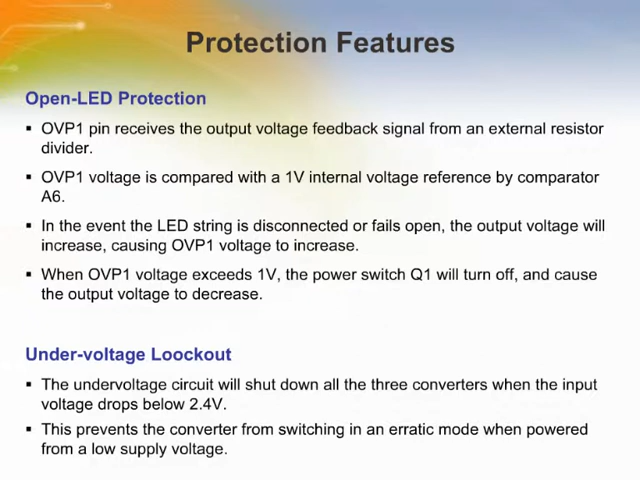 Protection Features
Open-LED Protection
▪ OVP1 pin receives the output voltage feedback signal from an external resistor
divider.
▪ OVP1 voltage is compared with a 1V internal voltage reference by comparator
A6.
▪ In the event the LED string is disconnected or fails open, the output voltage will
increase, causing OVP1 voltage to increase.
▪ When OVP1 voltage exceeds 1V, the power switch Q1 will turn off, and cause
the output voltage to decrease.
Under-voltage Loockout
▪ The undervoltage circuit will shut down all the three converters when the input
voltage drops below 2.4V.
▪ This prevents the converter from switching in an erratic mode when powered
from a low supply voltage.